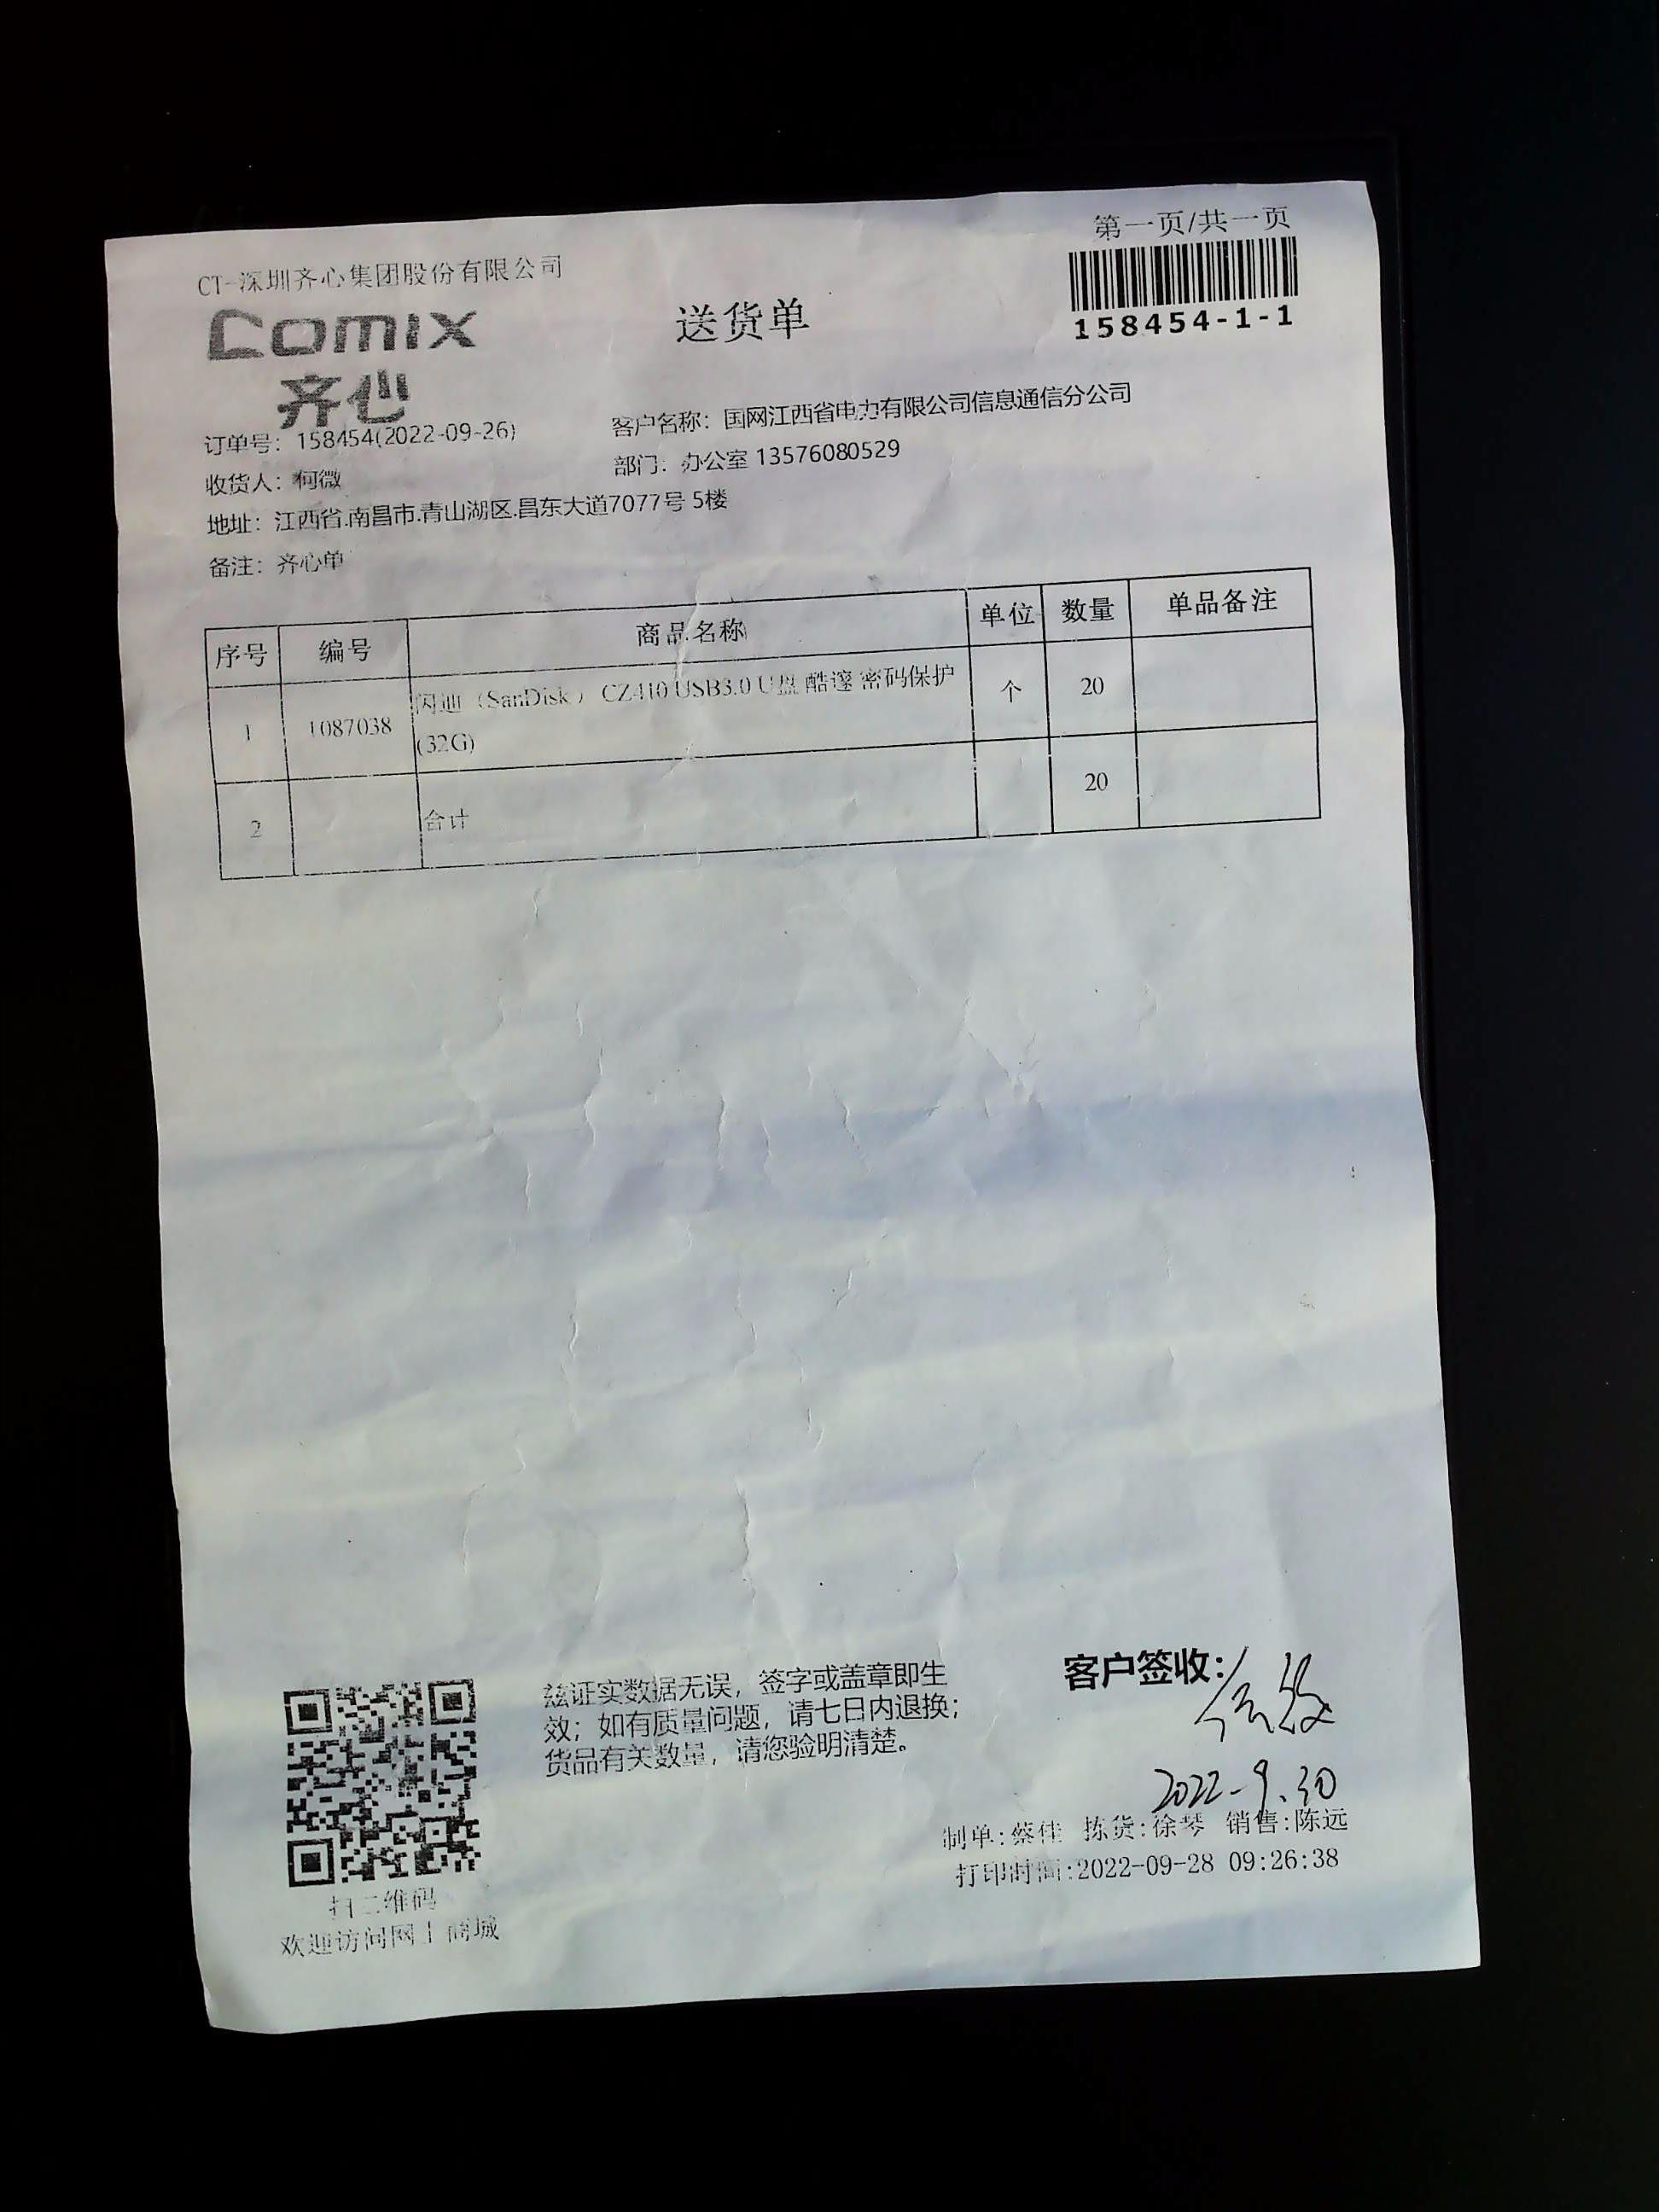 第一页/共一页
CT-深圳齐心集团股份有限公司
comix
齐心
送货单
158454-1-1
订单号：158454(2022-09-26)
客户名称：国网江西省电力有限公司信息通信分公司
收货人：何微
部门：办公室 13576080529
地址：江西省.南昌市.青山湖区.昌东大道7077号 5楼
备注：齐心单
序号 编号 商品名称 单位 数量 单品备注
1 1087038 闪迪（SanDisk）CZ410 USB3.0 U盘 酷邃 密码保护 个 20
(32G)
2 合计 20
兹证实数据无误，签字或盖章即生
效；如有质量问题，请七日内退换；
货品有关数量，请您验明清楚。
客户签收：
2022-9.30
制单:蔡佳 拣货:徐琴 销售:陈远
打印时间:2022-09-28 09:26:38
扫二维码
欢迎访问网上商城